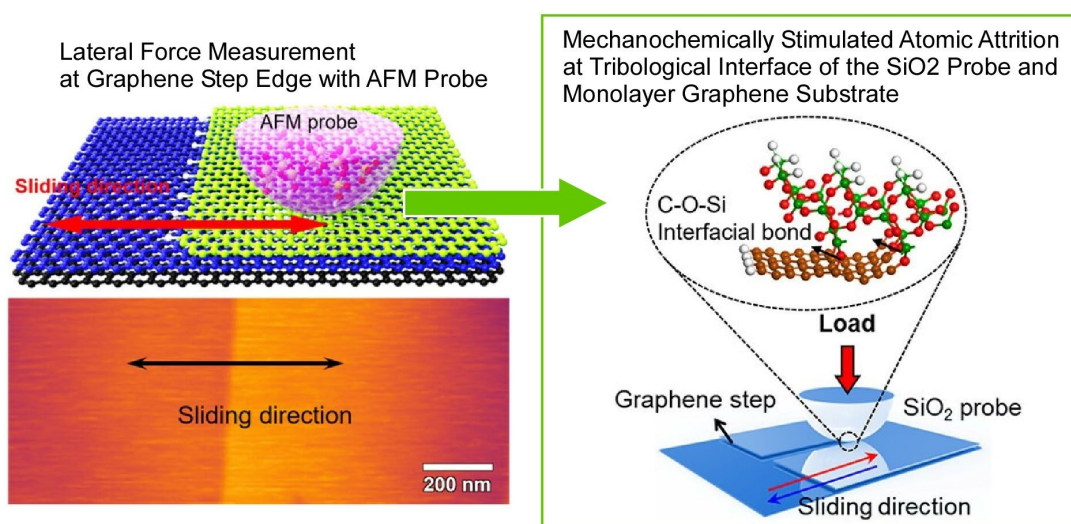 Lateral Force Measurement
at Graphene Step Edge with AFM Probe
AFM probe
Sliding direction
Sliding direction
200 nm
Mechanochemically Stimulated Atomic Attrition
at Tribological Interface of the SiO2 Probe and
Monolayer Graphene Substrate
C-O-Si
Interfacial bond
Load
Graphene step
SiO₂ probe
Sliding direction